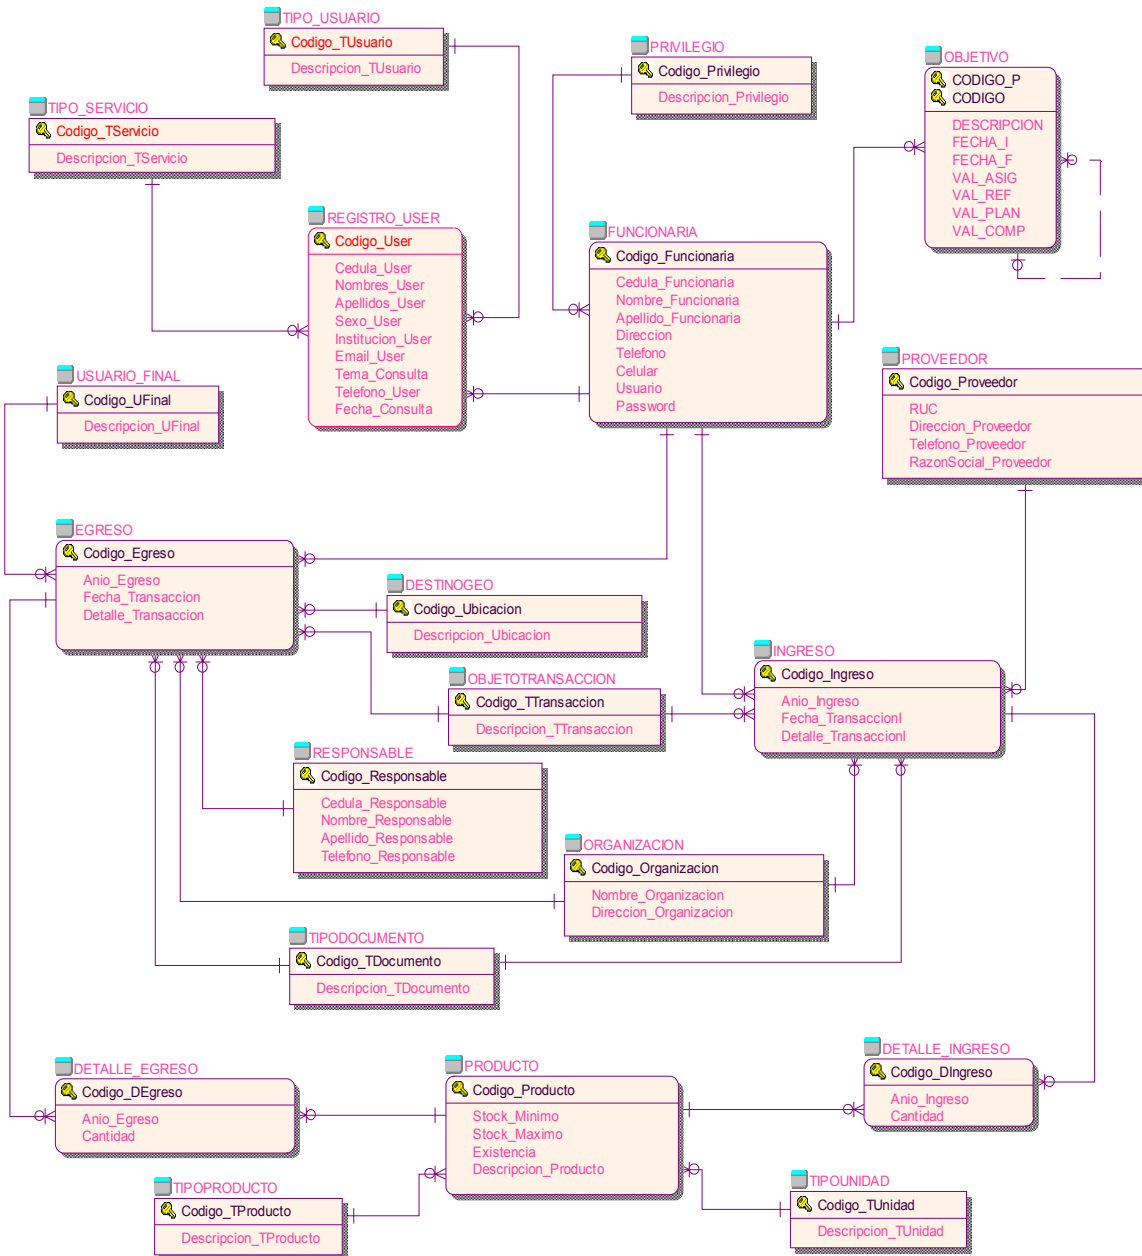 TIPO_USUARIO
Codigo_TUsuario
Descripcion_TUsuario
PRIVILEGIO
Codigo_Privilegio
Descripcion_Privilegio
OBJETIVO
CODIGO_P
CODIGO
DESCRIPCION
FECHA_I
FECHA_F
VAL_ASIG
VAL_REF
VAL_PLAN
VAL_COMP
TIPO_SERVICIO
Codigo_TServicio
Descripcion_TServicio
REGISTRO_USER
Codigo_User
Cedula_User
Nombres_User
Apellidos_User
Sexo_User
Institucion_User
Email_User
Tema_Consulta
Telefono_User
Fecha_Consulta
FUNCIONARIA
Codigo_Funcionaria
Cedula_Funcionaria
Nombre_Funcionaria
Apellido_Funcionaria
Direccion
Telefono
Celular
Usuario
Password
PROVEEDOR
Codigo_Proveedor
RUC
Direccion_Proveedor
Telefono_Proveedor
RazonSocial_Proveedor
USUARIO_FINAL
Codigo_UFinal
Descripcion_UFinal
EGRESO
Codigo_Egreso
Anio_Egreso
Fecha_Transaccion
Detalle_Transaccion
DESTINOGEO
Codigo_Ubicacion
Descripcion_Ubicacion
OBJETOTRANSACCION
Codigo_TTransaccion
Descripcion_TTransaccion
INGRESO
Codigo_Ingreso
Anio_Ingreso
Fecha_TransaccionI
Detalle_TransaccionI
RESPONSABLE
Codigo_Responsable
Cedula_Responsable
Nombre_Responsable
Apellido_Responsable
Telefono_Responsable
ORGANIZACION
Codigo_Organizacion
Nombre_Organizacion
Direccion_Organizacion
TIPODOCUMENTO
Codigo_TDocumento
Descripcion_TDocumento
DETALLE_EGRESO
Codigo_DEgreso
Anio_Egreso
Cantidad
PRODUCTO
Codigo_Producto
Stock_Minimo
Stock_Maximo
Existencia
Descripcion_Producto
DETALLE_INGRESO
Codigo_DIngreso
Anio_Ingreso
Cantidad
TIPOPRODUCTO
Codigo_TProducto
Descripcion_TProducto
TIPOUNIDAD
Codigo_TUnidad
Descripcion_TUnidad